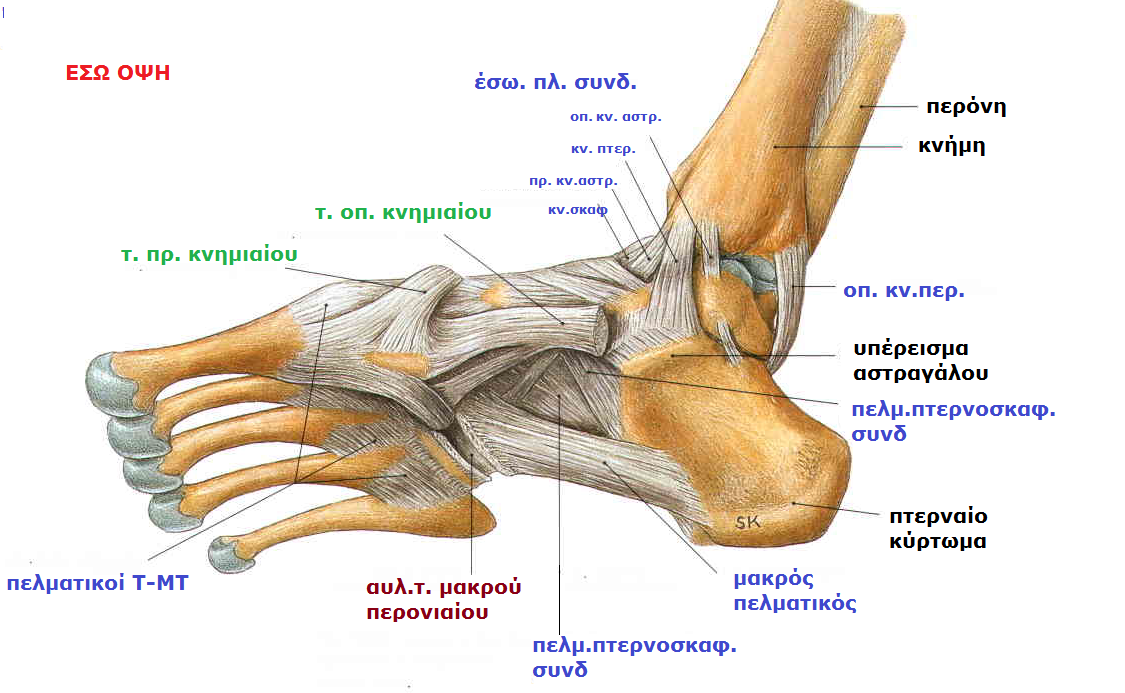 ΕΣΩ ΟΨΗ
έσω. πλ. συνδ.
οπ. κν. αστρ.
κν. πτερ.
πρ. κν.αστρ.
κν.σκαφ
περόνη
κνήμη
τ. οπ. κνημιαίου
τ. πρ. κνημιαίου
οπ. κν.περ.
υπέρεισμα
αστραγάλου
πελμ.πτερνοσκαφ.
συνδ
πτερναίο
κύρτωμα
SK
πελματικοί Τ-ΜΤ
αυλ.τ. μακρού
περονιαίου
μακρός
πελματικός
πελμ.πτερνοσκαφ.
συνδ